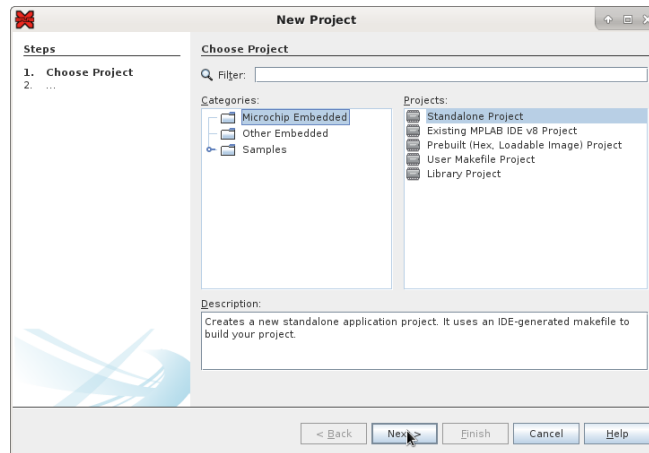 New Project
Steps
1. Choose Project
2. ...
Choose Project
Filter:
Categories:
Microchip Embedded
Other Embedded
Samples
Projects:
Standalone Project
Existing MPLAB IDE v8 Project
Prebuilt (Hex, Loadable Image) Project
User Makefile Project
Library Project
Description:
Creates a new standalone application project. It uses an IDE-generated makefile to
build your project.
< Back
Next >
Finish
Cancel
Help